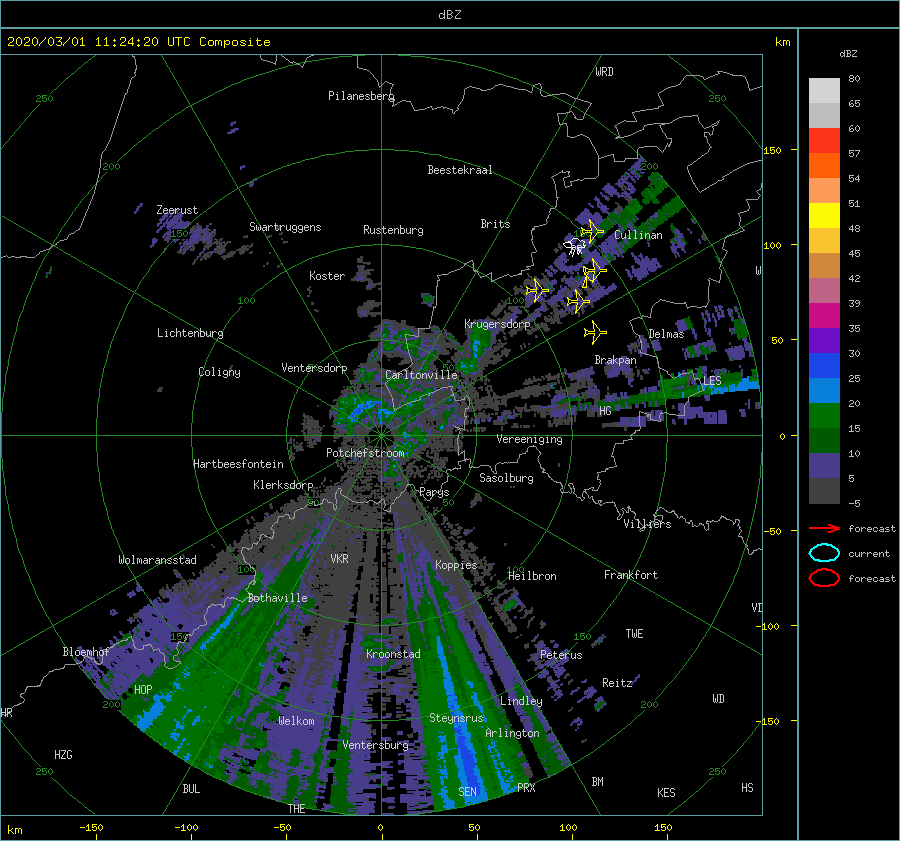 dBZ
2020/03/01 11:24:20 UTC Composite
km
dBZ
WRD
80
250
Pilanesberg
250
65
60
150
57
200
Beestekraal
200
54
Zeerust
51
Swartruggens
Rustenburg
Brits
150
Cullinan
48
100
45
Koster
W
42
100
100
39
Lichtenburg
Krugersdorp
35
50
Delmas
30
Coligny
Ventersdorp
50
Carltonville
Brakpan
25
LES
20
HG
15
0
Potchefstroom
Vereeniging
10
Hartbeesfontein
Sasolburg
5
Klerksdorp
Parys
50
50
-5
Villiers
-50
forecast
Wolmaransstad
VKR
Koppies
current
100
100
Heilbron
Frankfort
forecast
Bothaville
VD
-100
150
150
TWE
Bloemhof
Kroonstad
Peterus
HOP
Reitz
200
Lindley
200
WD
HR
Welkom
Steynsrus
-150
Arlington
HZG
Ventersburg
250
250
BUL
SEN
PRX
BM
KES
HS
THE
km
-150
-100
-50
0
50
100
150